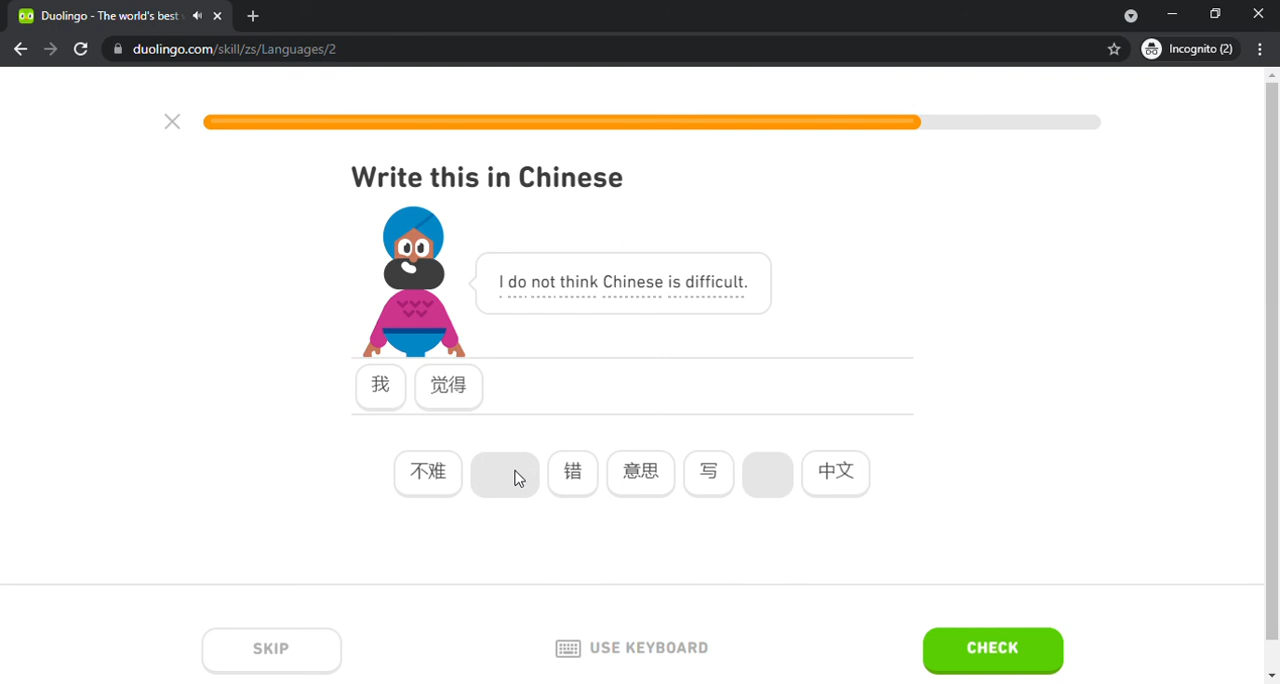 Duolingo - The world's best
duolingo.com/skill/zs/Languages/2
Incognito (2)
Write this in Chinese
I do not think Chinese is difficult.
我 觉得
不难 错 意思 写 中文
SKIP
USE KEYBOARD
CHECK